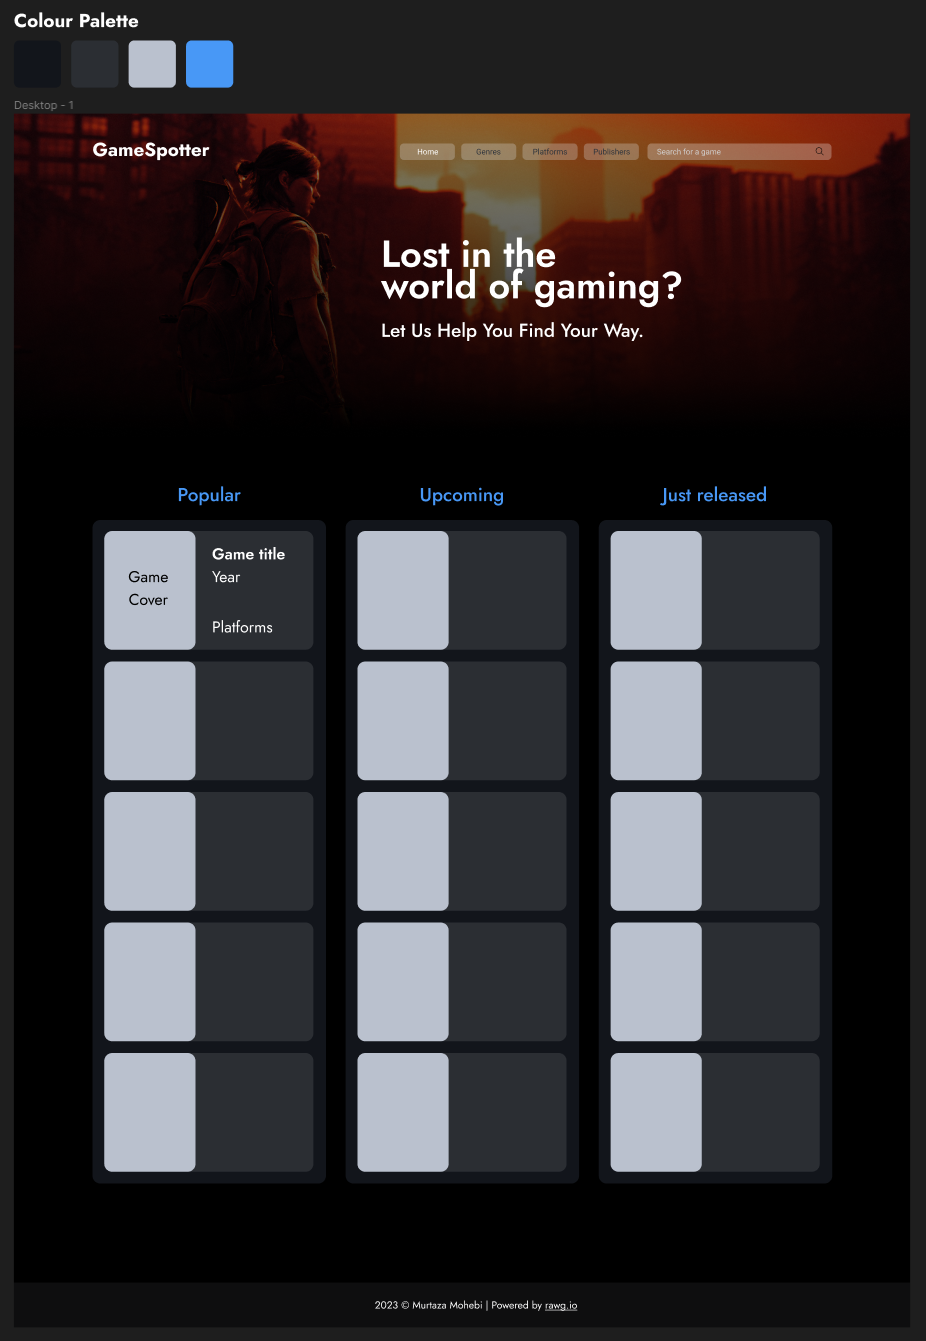 Colour Palette
Desktop - 1
GameSpotter
Home
Genres
Platforms
Publishers
Search for a game
Lost in the
world of gaming?
Let Us Help You Find Your Way.
Popular
Upcoming
Just released
Game
Cover
Game title
Year
Platforms
2023 © Murtaza Mohebi | Powered by rawg.io